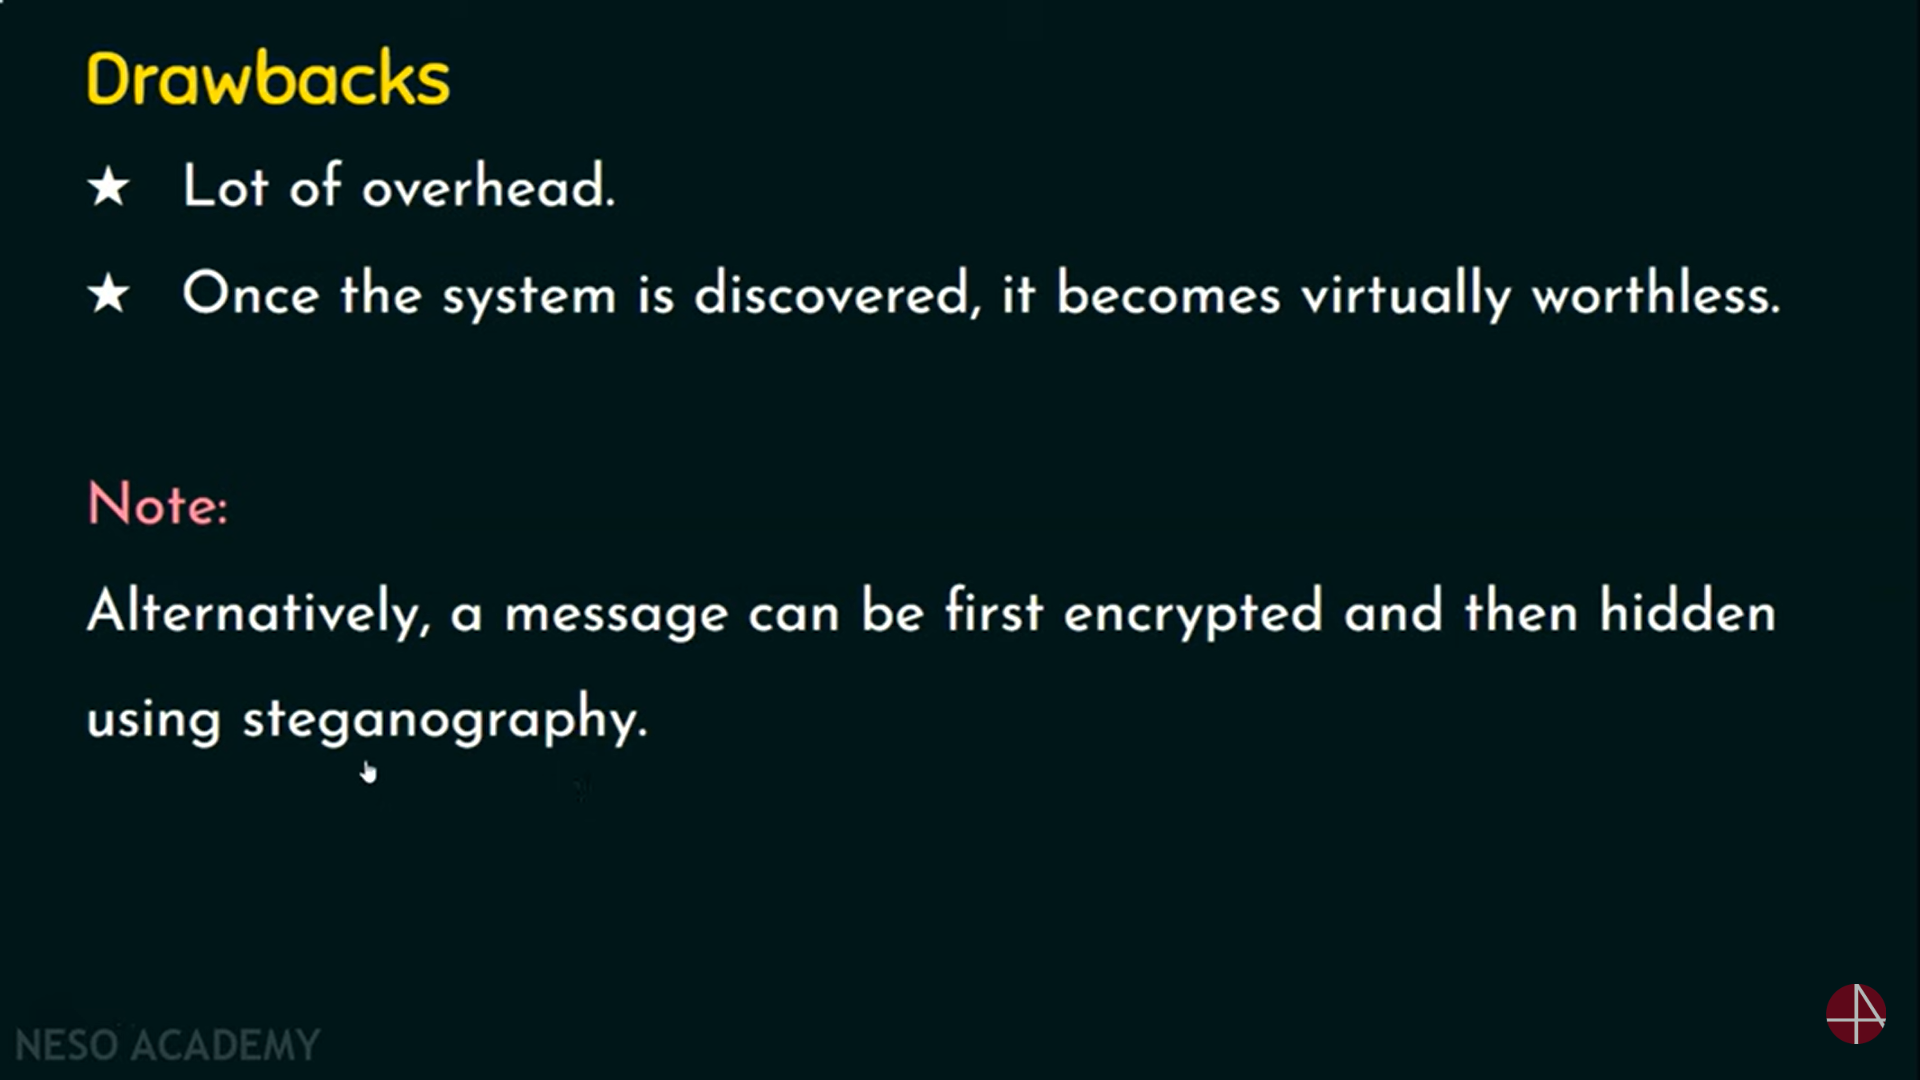 Drawbacks
★ Lot of overhead.
★ Once the system is discovered, it becomes virtually worthless.
Note:
Alternatively, a message can be first encrypted and then hidden
using steganography.
NESO ACADEMY